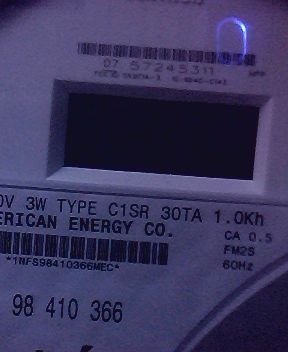 07 57245311
0V 3W TYPE C1SR 30TA 1.0Kh
ERICAN ENERGY CO.
CA 0.5
FM2S
*1NFS98410366MEC*
60Hz
98 410 366